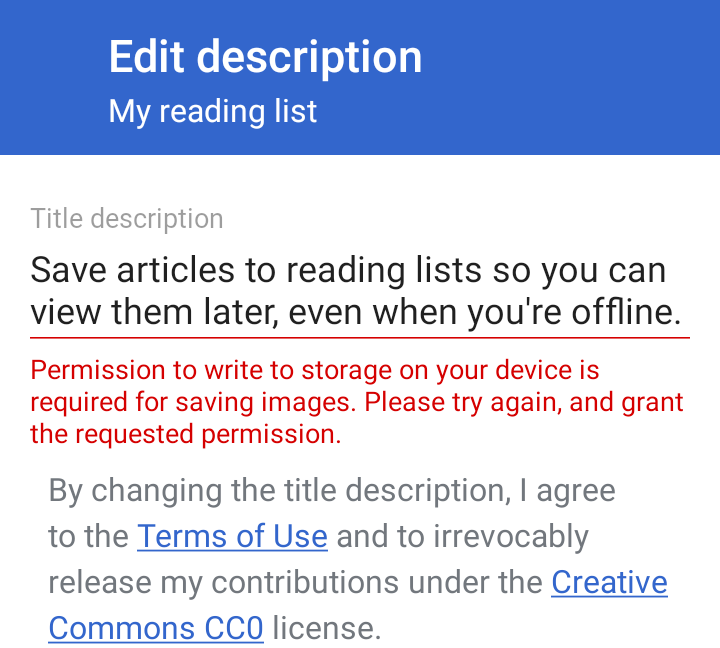 Edit description
My reading list
Title description
Save articles to reading lists so you can
view them later, even when you're offline.
Permission to write to storage on your device is
required for saving images. Please try again, and grant
the requested permission.
By changing the title description, I agree
to the Terms of Use and to irrevocably
release my contributions under the Creative
Commons CC0 license.